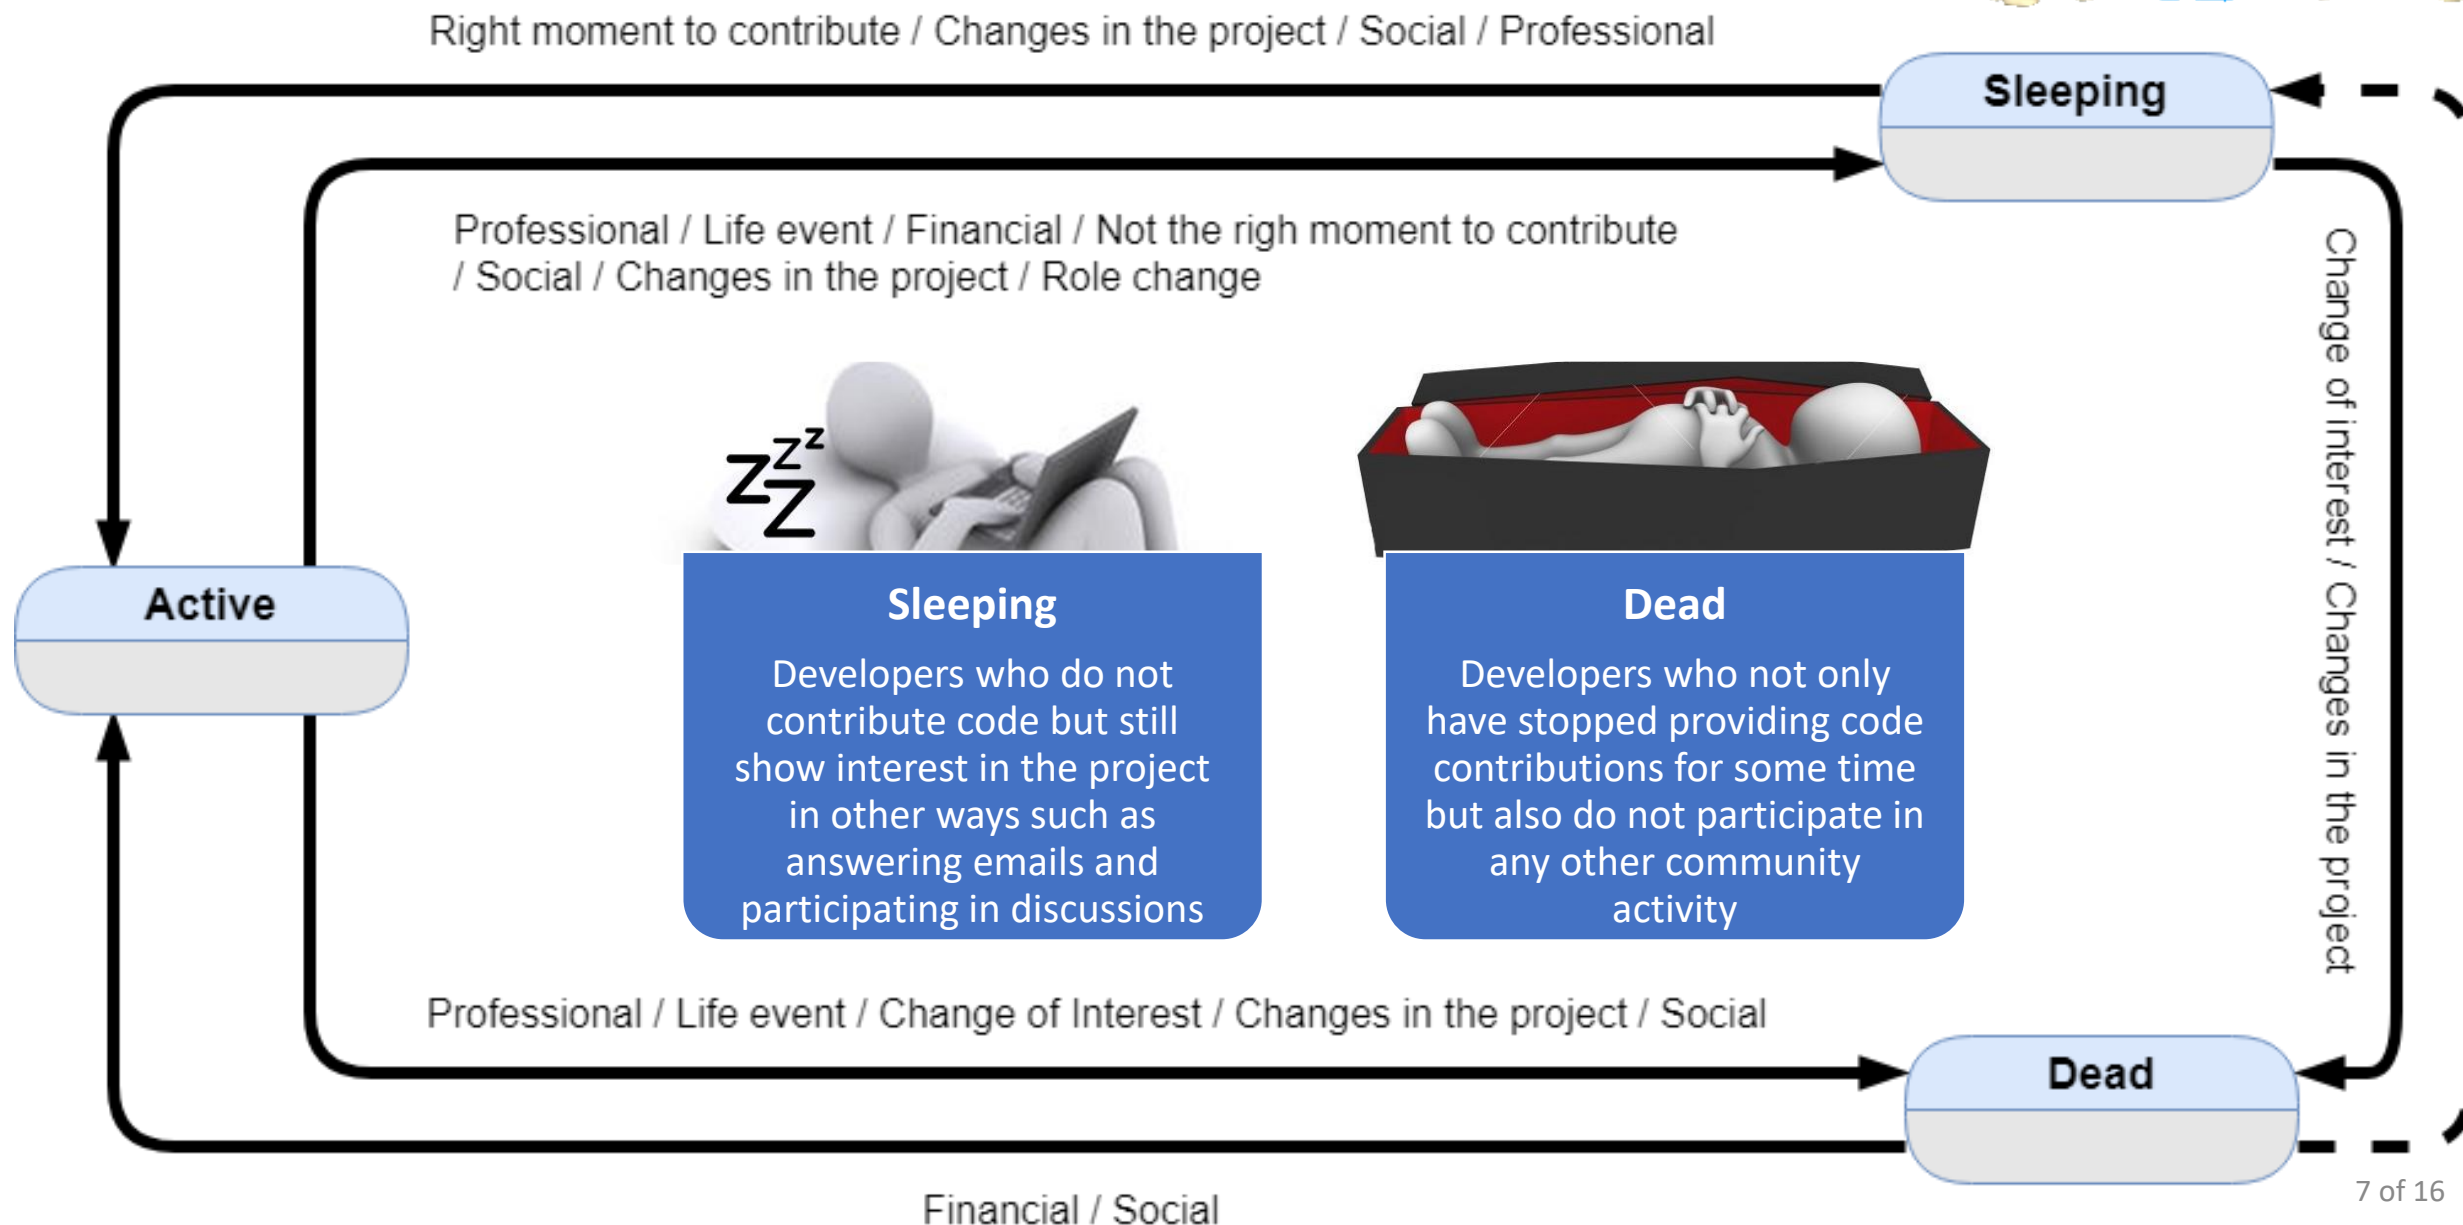 Right moment to contribute / Changes in the project / Social / Professional
Sleeping
Professional / Life event / Financial / Not the righ moment to contribute
/ Social / Changes in the project / Role change
Change of interest / Changes in the project
z
z
z
z
Active
Sleeping
Developers who do not
contribute code but still
show interest in the project
in other ways such as
answering emails and
participating in discussions
Dead
Developers who not only
have stopped providing code
contributions for some time
but also do not participate in
any other community
activity
Professional / Life event / Change of Interest / Changes in the project / Social
Dead
Financial / Social
7 of 16